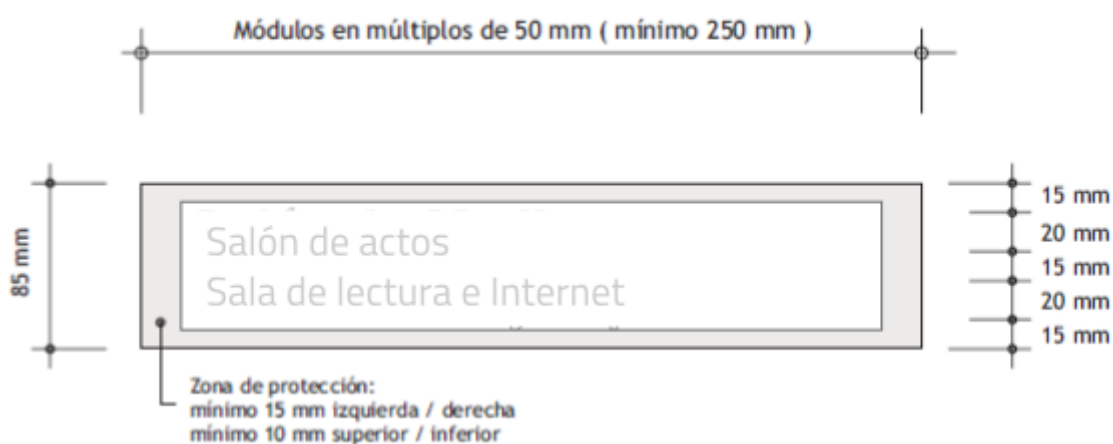 Módulos en múltiplos de 50 mm ( mínimo 250 mm )
85 mm
Salón de actos
Sala de lectura e Internet
15 mm
20 mm
15 mm
20 mm
15 mm
Zona de protección:
mínimo 15 mm izquierda / derecha
mínimo 10 mm superior / inferior